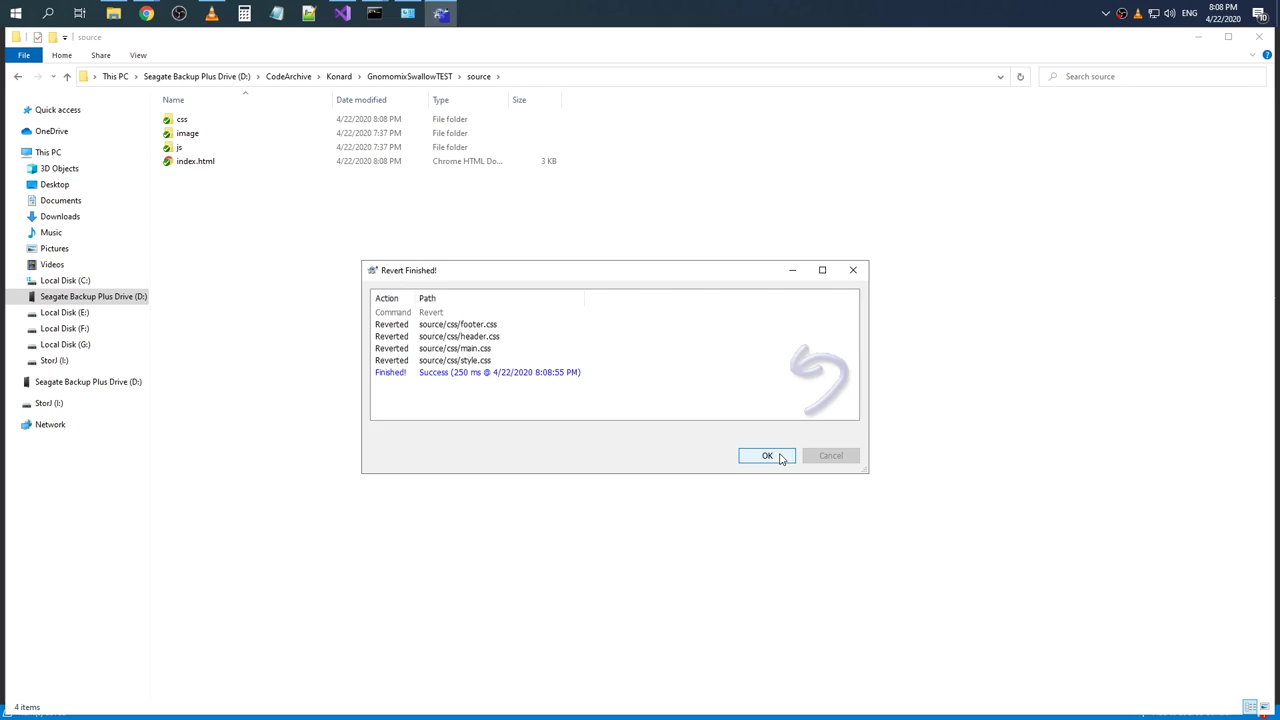 8:08 PM
ENG
4/22/2020
10
source
File
Home
Share
View
This PC
Seagate Backup Plus Drive (D:)
CodeArchive
Konard
GnomomixSwallowTEST
source
Search source
Name
Date modified
Type
Size
css
4/22/2020 8:08 PM
File folder
image
4/22/2020 7:37 PM
File folder
js
4/22/2020 7:37 PM
File folder
index.html
4/22/2020 8:08 PM
Chrome HTML Do...
3 KB
Quick access
OneDrive
This PC
3D Objects
Desktop
Documents
Downloads
Music
Pictures
Videos
Local Disk (C:)
Seagate Backup Plus Drive (D:)
Local Disk (E:)
Local Disk (F:)
Local Disk (G:)
StorJ (I:)
Seagate Backup Plus Drive (D:)
StorJ (I:)
Network
Revert Finished!
Action Path
Command Revert
Reverted source/css/footer.css
Reverted source/css/header.css
Reverted source/css/main.css
Reverted source/css/style.css
Finished! Success (250 ms @ 4/22/2020 8:08:55 PM)
OK
Cancel
4 items